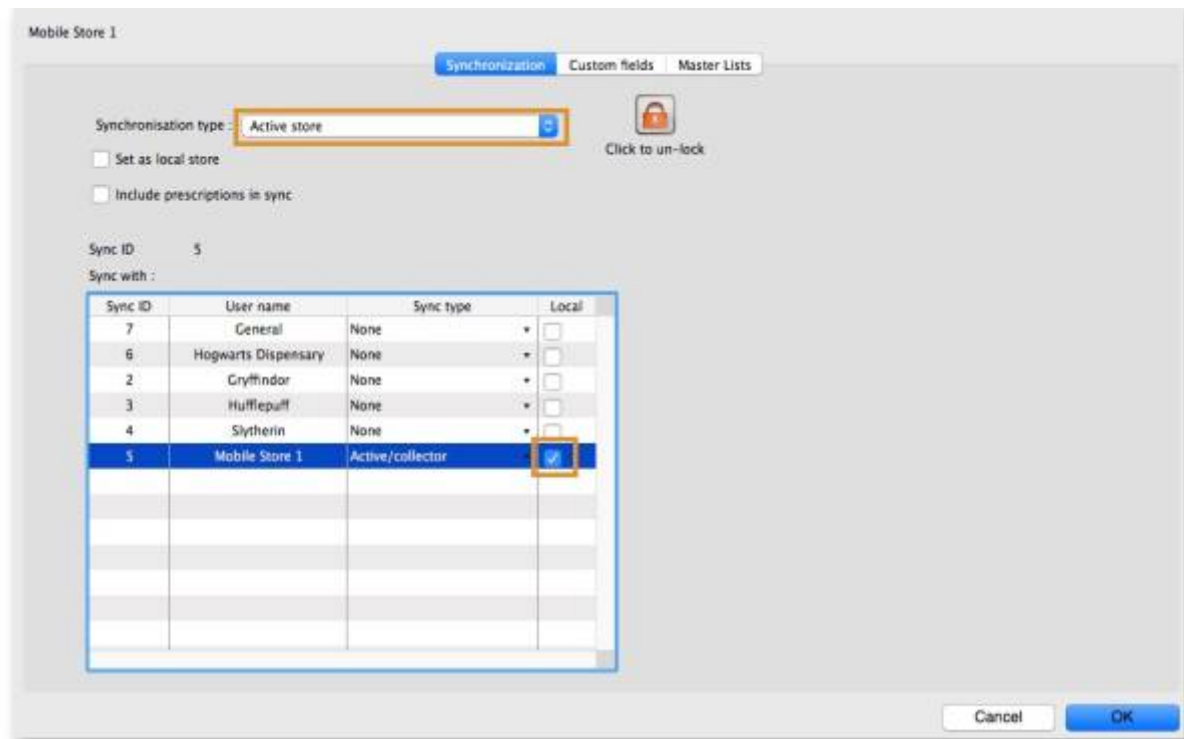 Mobile Store 1
Synchronization Custom fields Master Lists
Synchronisation type : Active store
Click to un-lock
Set as local store
Include prescriptions in sync
Sync ID 5
Sync with :
Sync ID User name Sync type Local
7 General None
6 Hogwarts Dispensary None
2 Gryffindor None
3 Hufflepuff None
4 Slytherin None
5 Mobile Store 1 Active/collector
Cancel OK